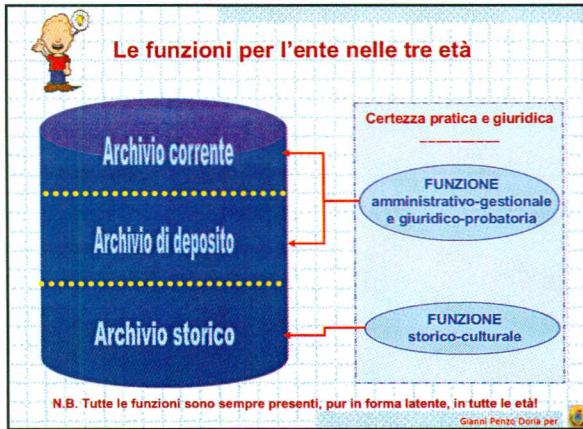 Le funzioni per l'ente nelle tre età
Archivio corrente
Archivio di deposito
Archivio storico
Certezza pratica e giuridica
FUNZIONE
amministrativo-gestionale
e giuridico-probatoria
FUNZIONE
storico-culturale
N.B. Tutte le funzioni sono sempre presenti, pur in forma latente, in tutte le età!
Gianni Penzo Doria per